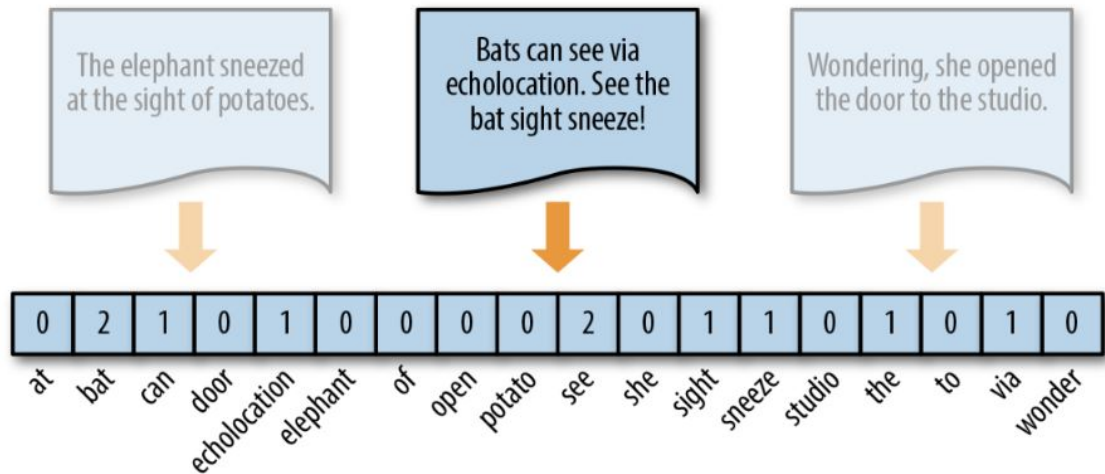 The elephant sneezed
at the sight of potatoes.
Bats can see via
echolocation. See the
bat sight sneeze!
Wondering, she opened
the door to the studio.
0 2 1 0 1 0 0 0 0 2 0 1 1 0 1 0 1 0
at bat can door echolocation elephant of open potato see she sight sneeze studio the to via wonder